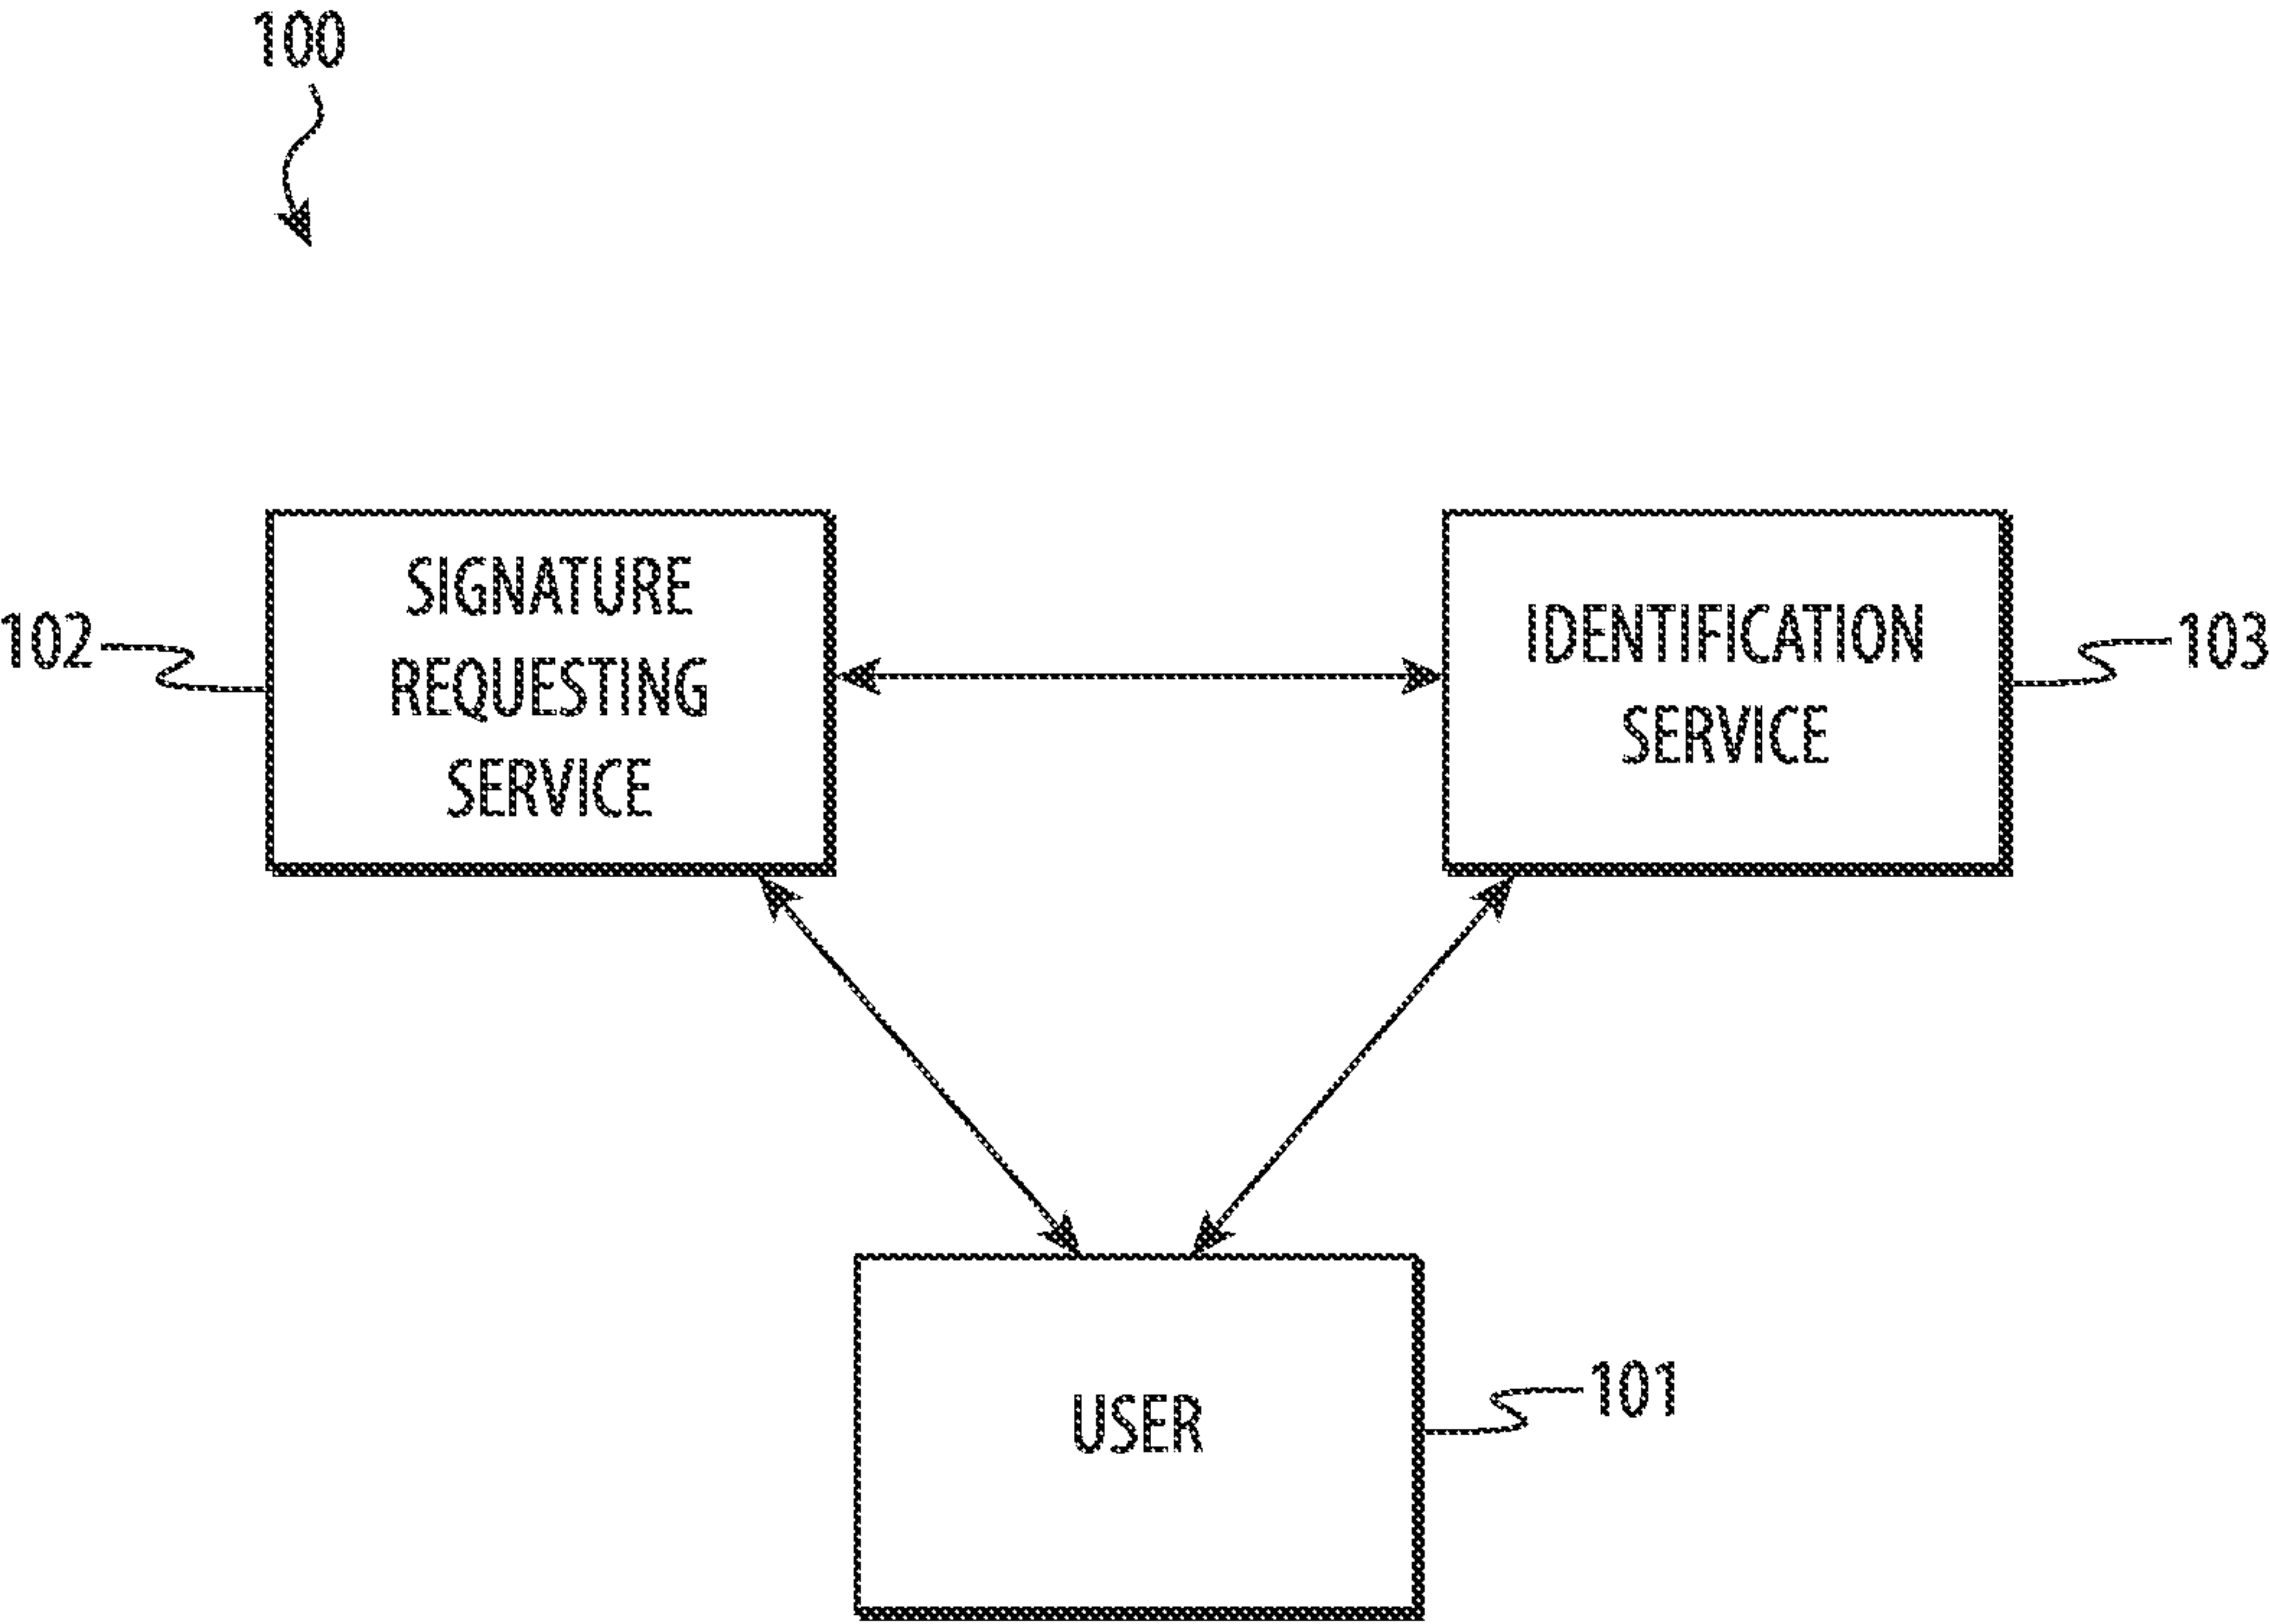 100
SIGNATURE
REQUESTING
SERVICE
IDENTIFICATION
SERVICE
102
103
USER
101